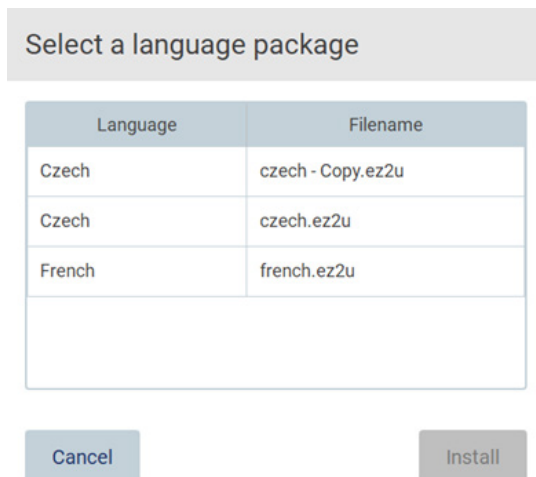 Select a language package
Language Filename
Czech czech - Copy.ez2u
Czech czech.ez2u
French french.ez2u
Cancel Install